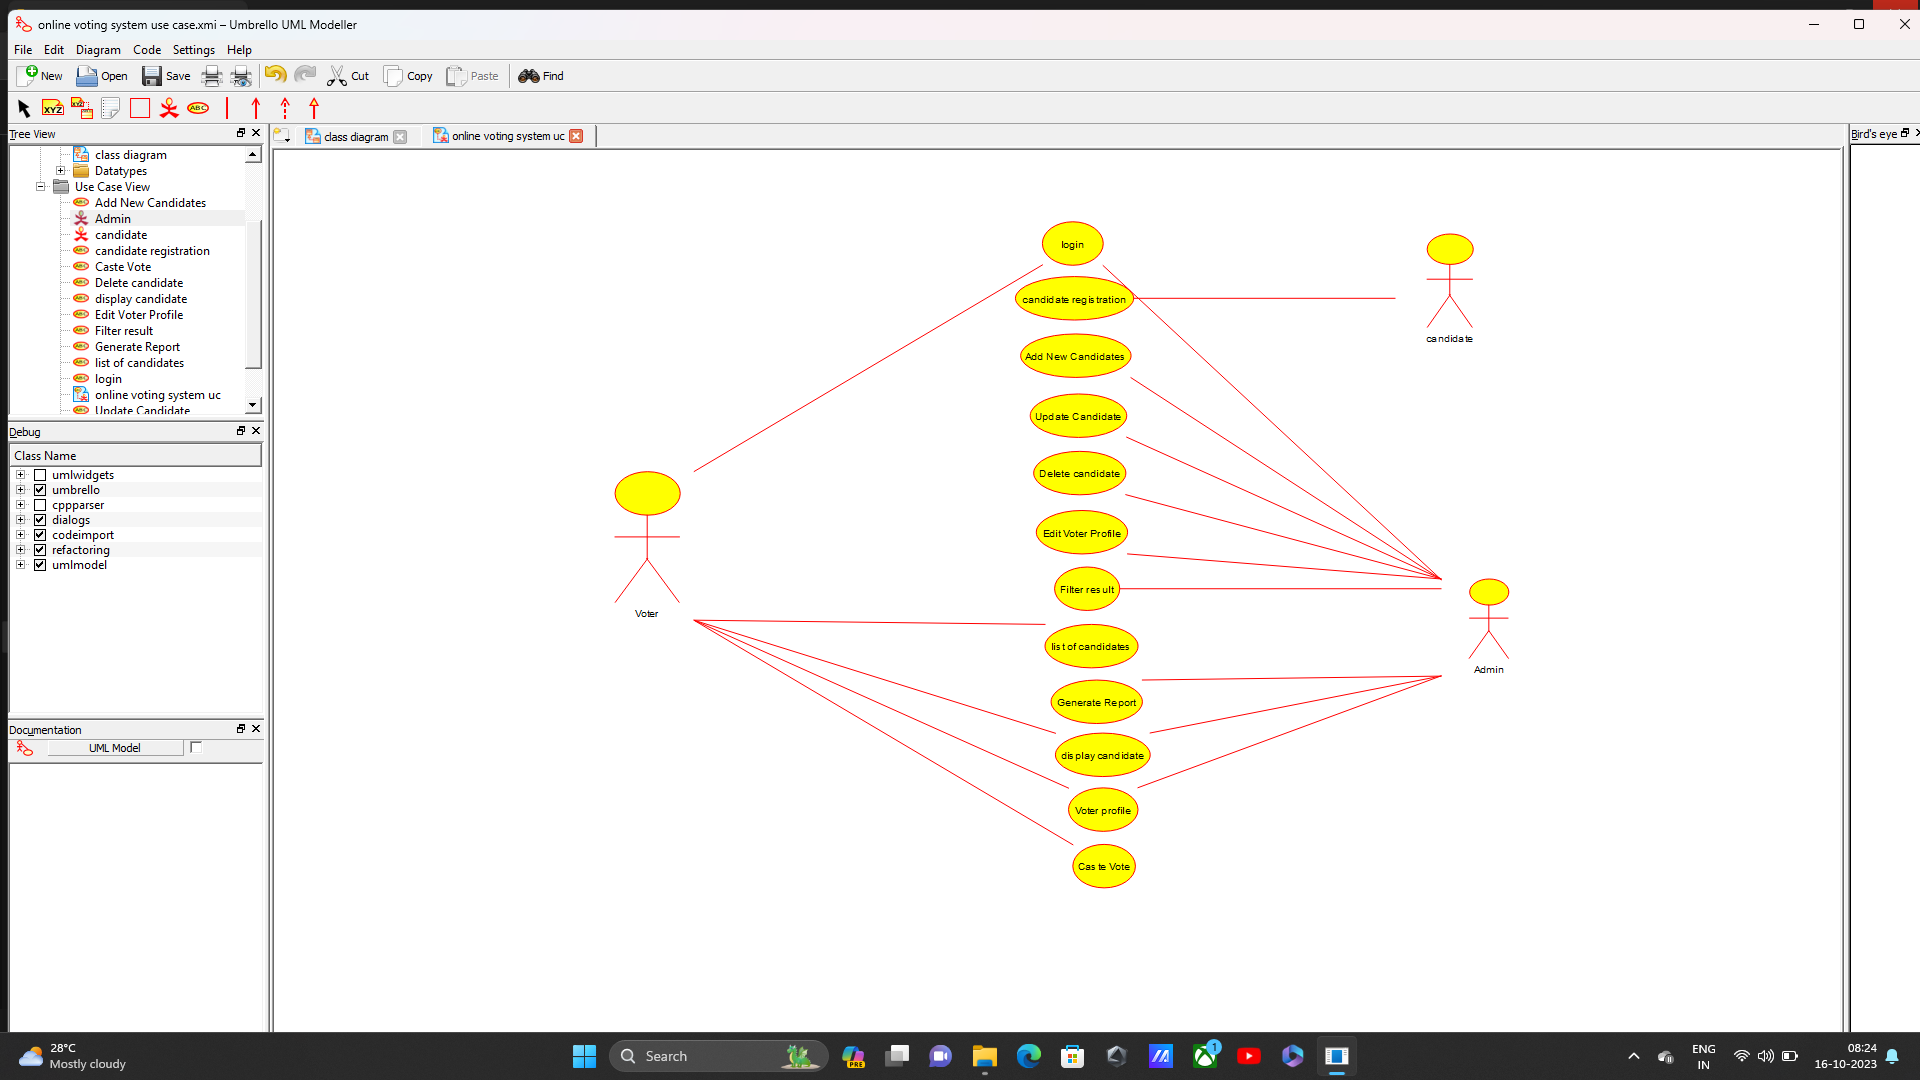 online voting system use case.xmi – Umbrello UML Modeller
File Edit Diagram Code Settings Help
New Open Save Cut Copy Paste Find
XYZ XYZ ABC
Tree View
class diagram
online voting system uc
Bird's eye
class diagram
Datatypes
Use Case View
Add New Candidates
Admin
candidate
candidate registration
Caste Vote
Delete candidate
display candidate
Edit Voter Profile
Filter result
Generate Report
list of candidates
login
online voting system uc
Update Candidate
Debug
Class Name
umlwidgets
umbrello
cppparser
dialogs
codeimport
refactoring
umlmodel
Documentation
UML Model
login
candidate registration
candidate
Add New Candidates
Update Candidate
Delete candidate
Edit Voter Profile
Filter result
Voter
list of candidates
Admin
Generate Report
display candidate
Voter profile
Caste Vote
28°C
Mostly cloudy
Search
PRE
1
ENG
IN
08:24
16-10-2023